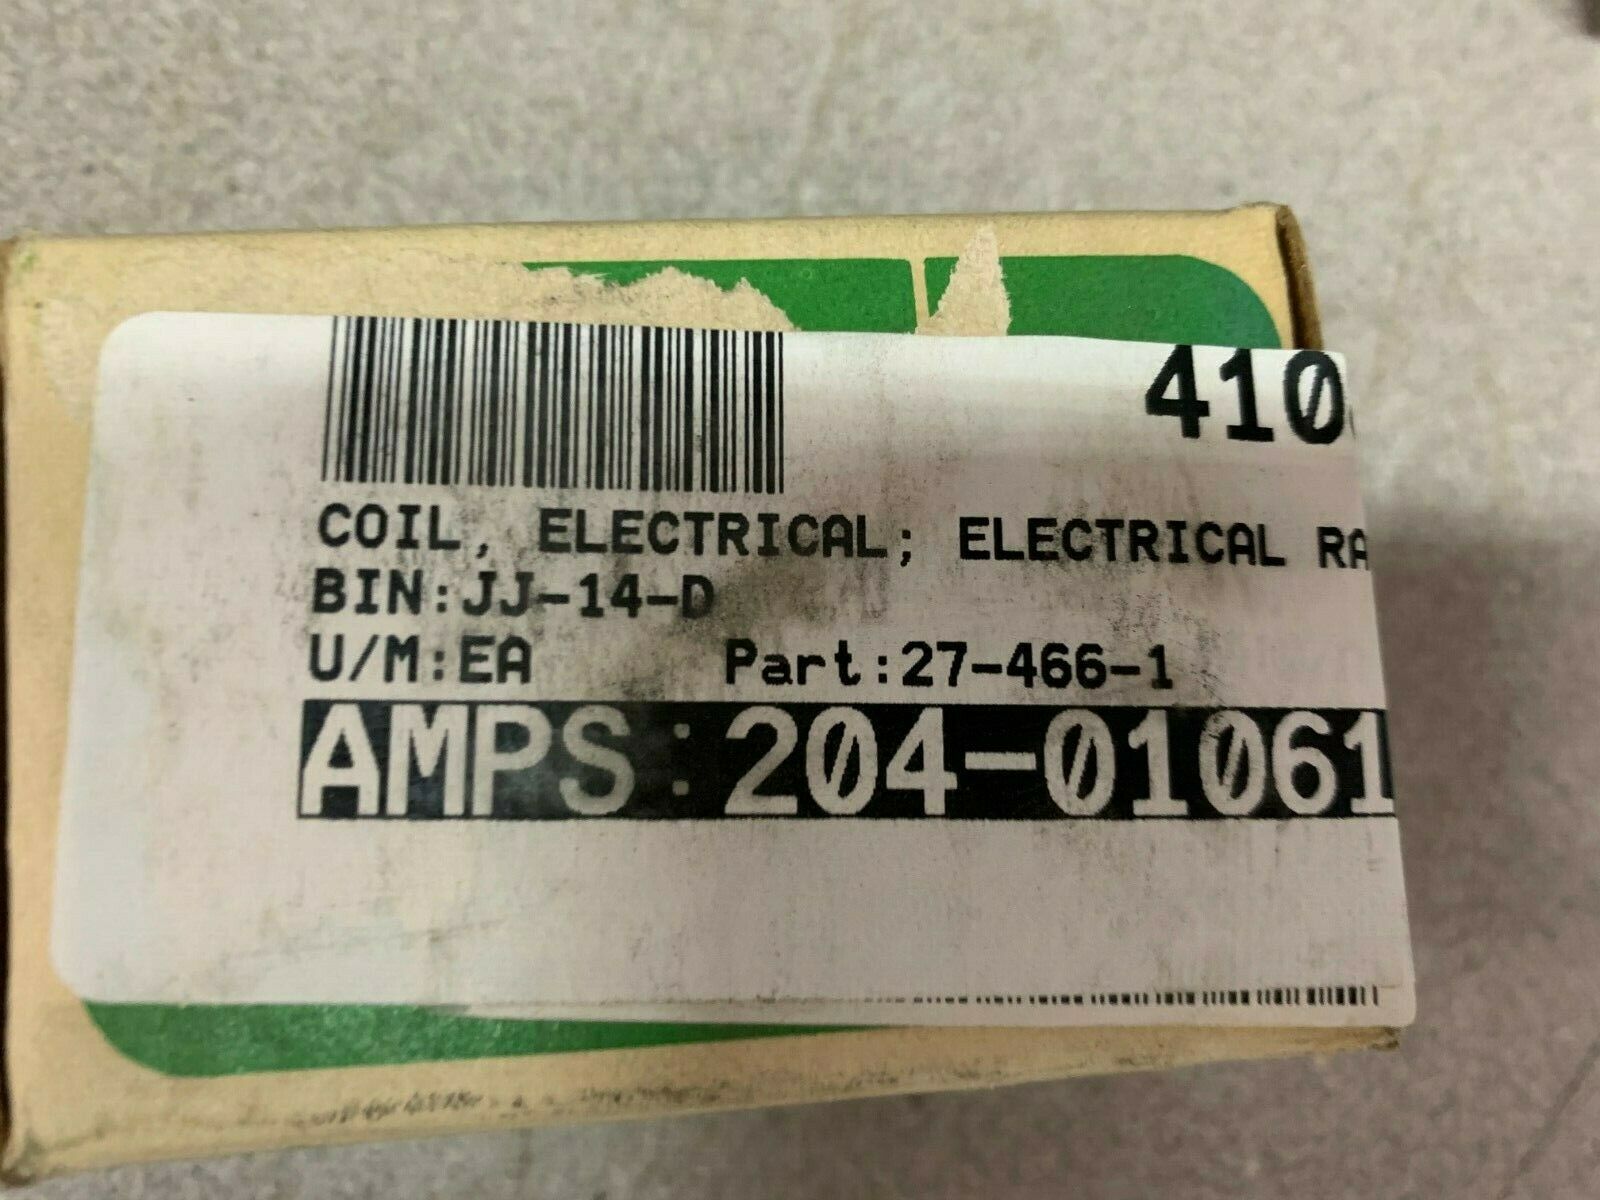 410
COIL, ELECTRICAL; ELECTRICAL RA
BIN:JJ-14-D
U/M:EA Part:27-466-1
AMPS:204-01061